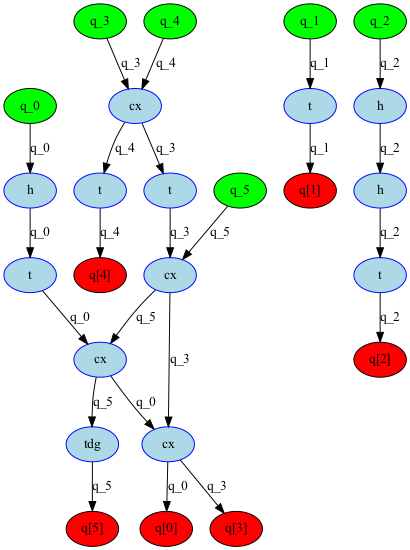 q_3 q_4 q_1 q_2
q_3 q_4 q_1 q_2
q_0 cx t h
q_0 q_4 q_3 q_1 q_2
h t t q_5 q[1] h
q_0 q_4 q_3 q_5 q_2
t q[4] cx t
q_0 q_5 q_2
cx q_3 q[2]
q_5 q_0
tdg cx
q_5 q_0 q_3
q[5] q[0] q[3]